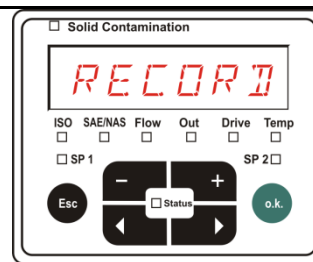 Solid Contamination
RECORD
ISO SAE/NAS Flow Out Drive Temp
SP 1 SP 2
- +
Esc Status o.k.